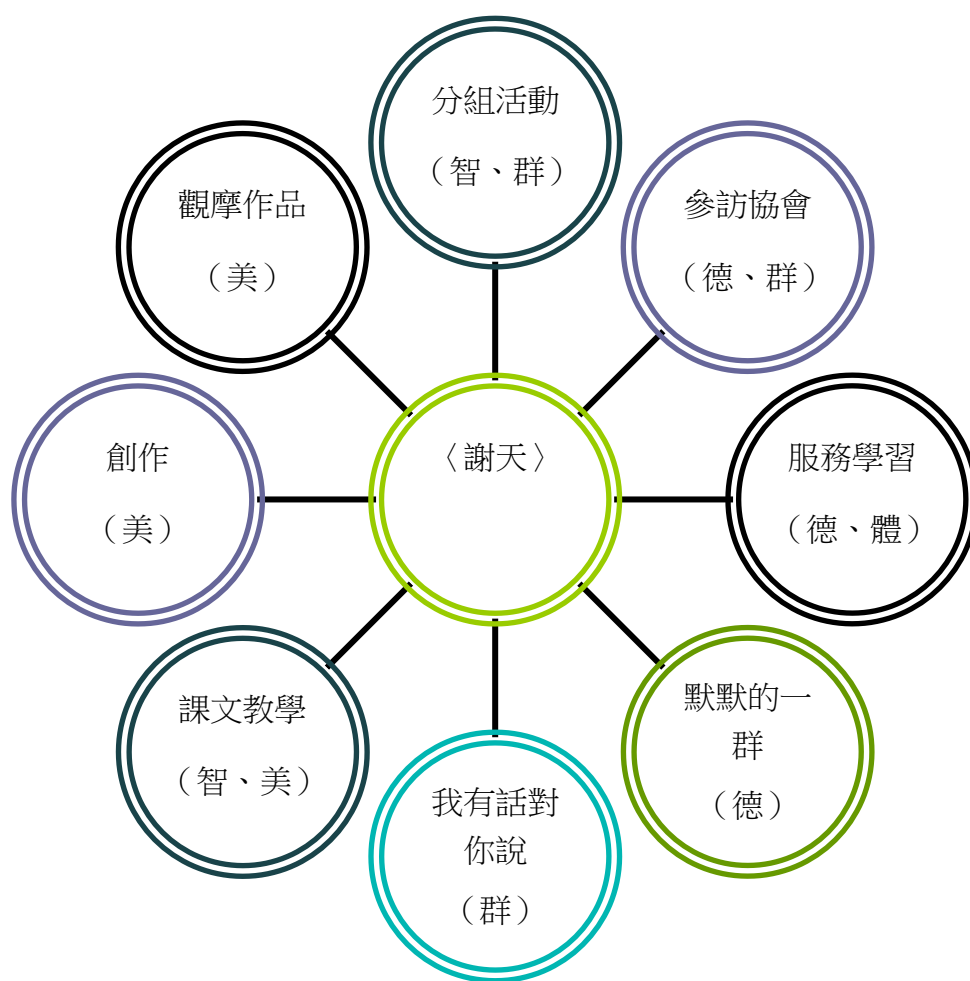 分組活動
（智、群）
參訪協會
（德、群）
服務學習
（德、體）
默默的一
群
（德）
我有話對
你說
（群）
課文教學
（智、美）
創作
（美）
觀摩作品
（美）
〈謝天〉